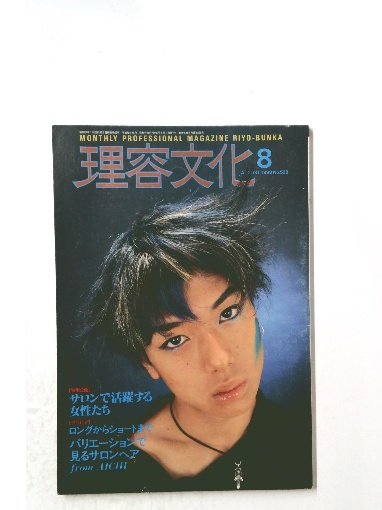 MONTHLY PROFESSIONAL MAGAZINE RIYO-BUNKA
理容文化 8
サロンで活躍する
女性たち
ロングからショートまで
バリエーションで
見るサロンヘア
from AICHI